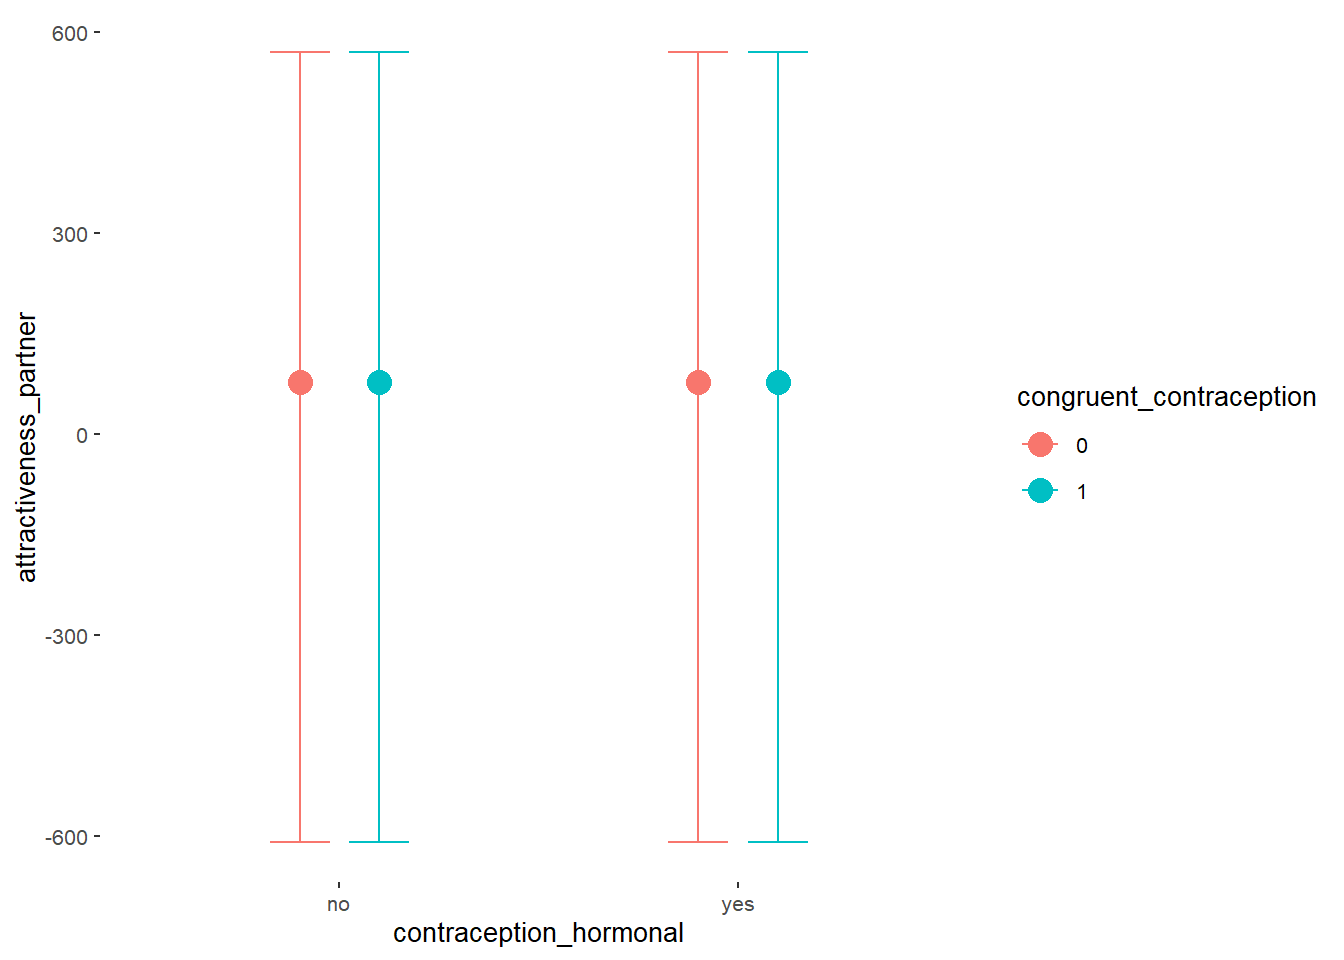 600
300
0
-300
-600
attractiveness_partner
no
yes
contraception_hormonal
congruent_contraception
0
1